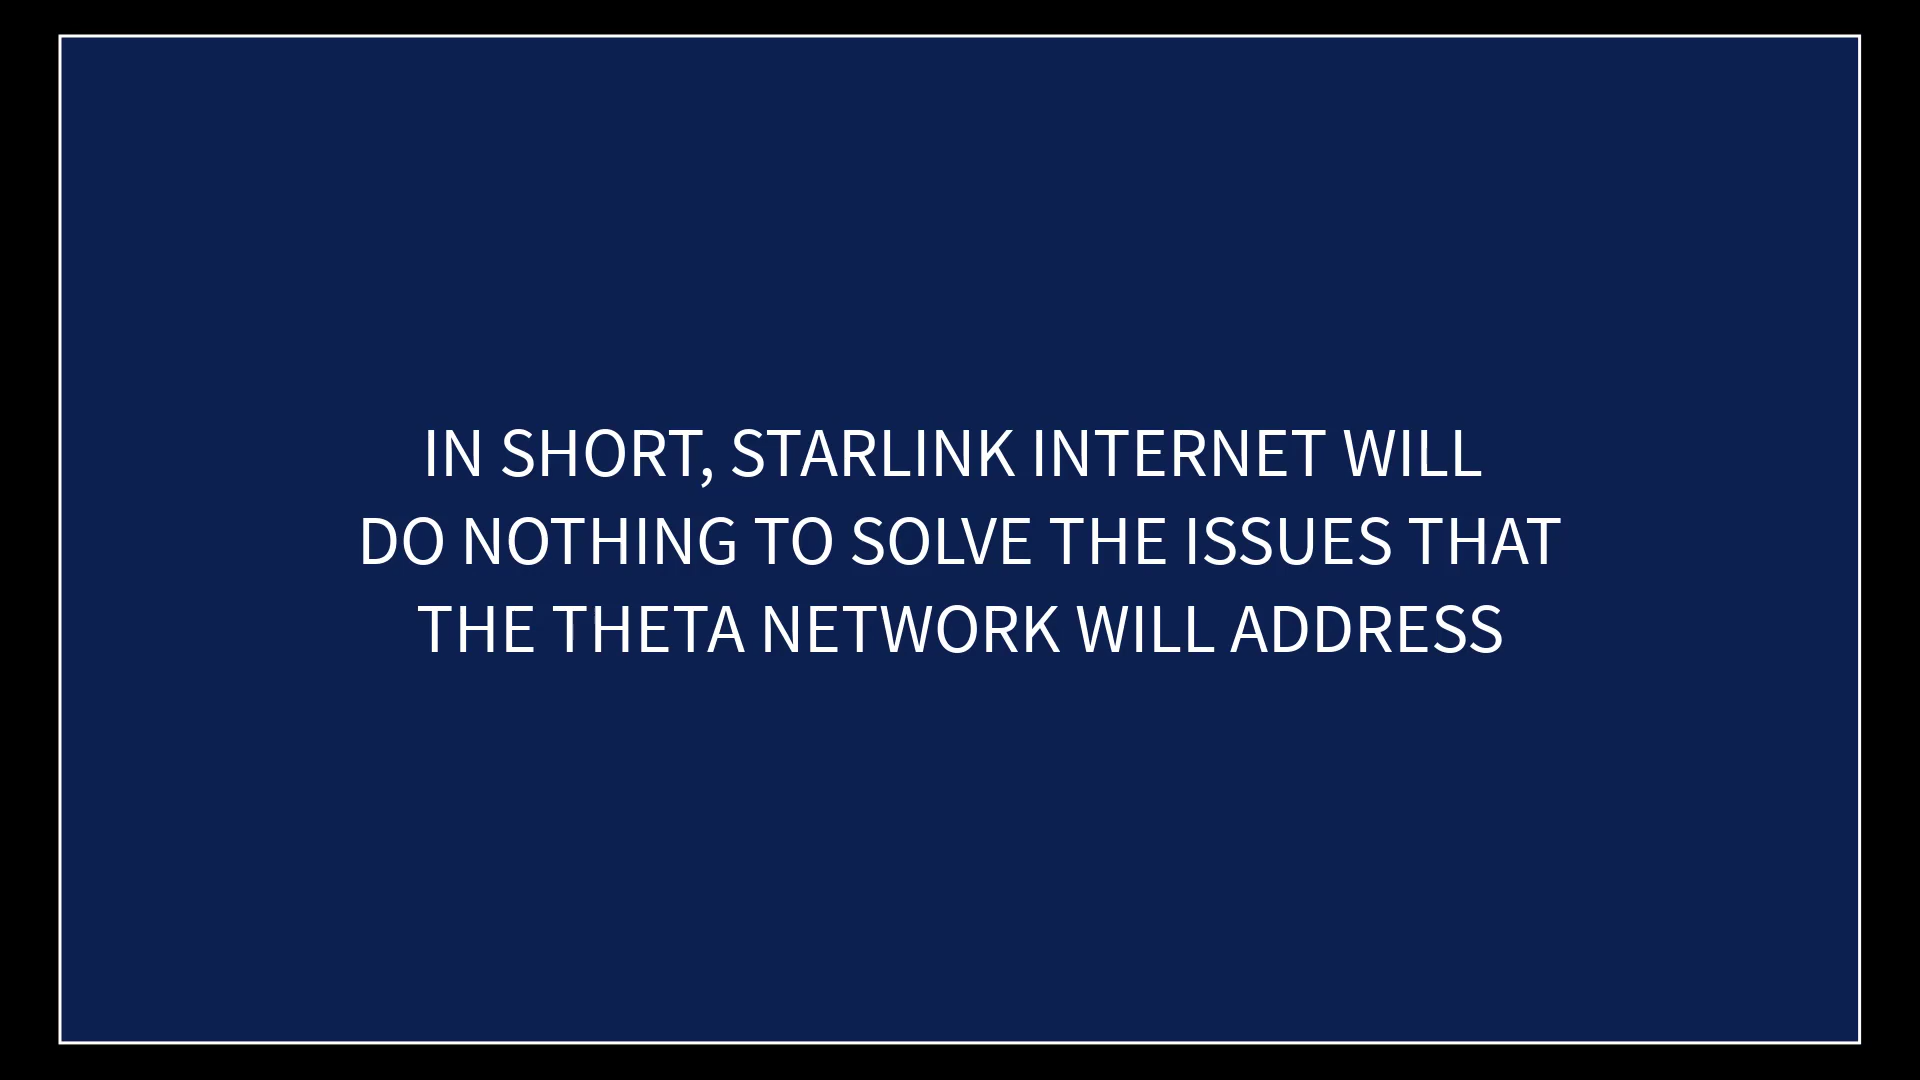 IN SHORT, STARLINK INTERNET WILL
DO NOTHING TO SOLVE THE ISSUES THAT
THE THETA NETWORK WILL ADDRESS